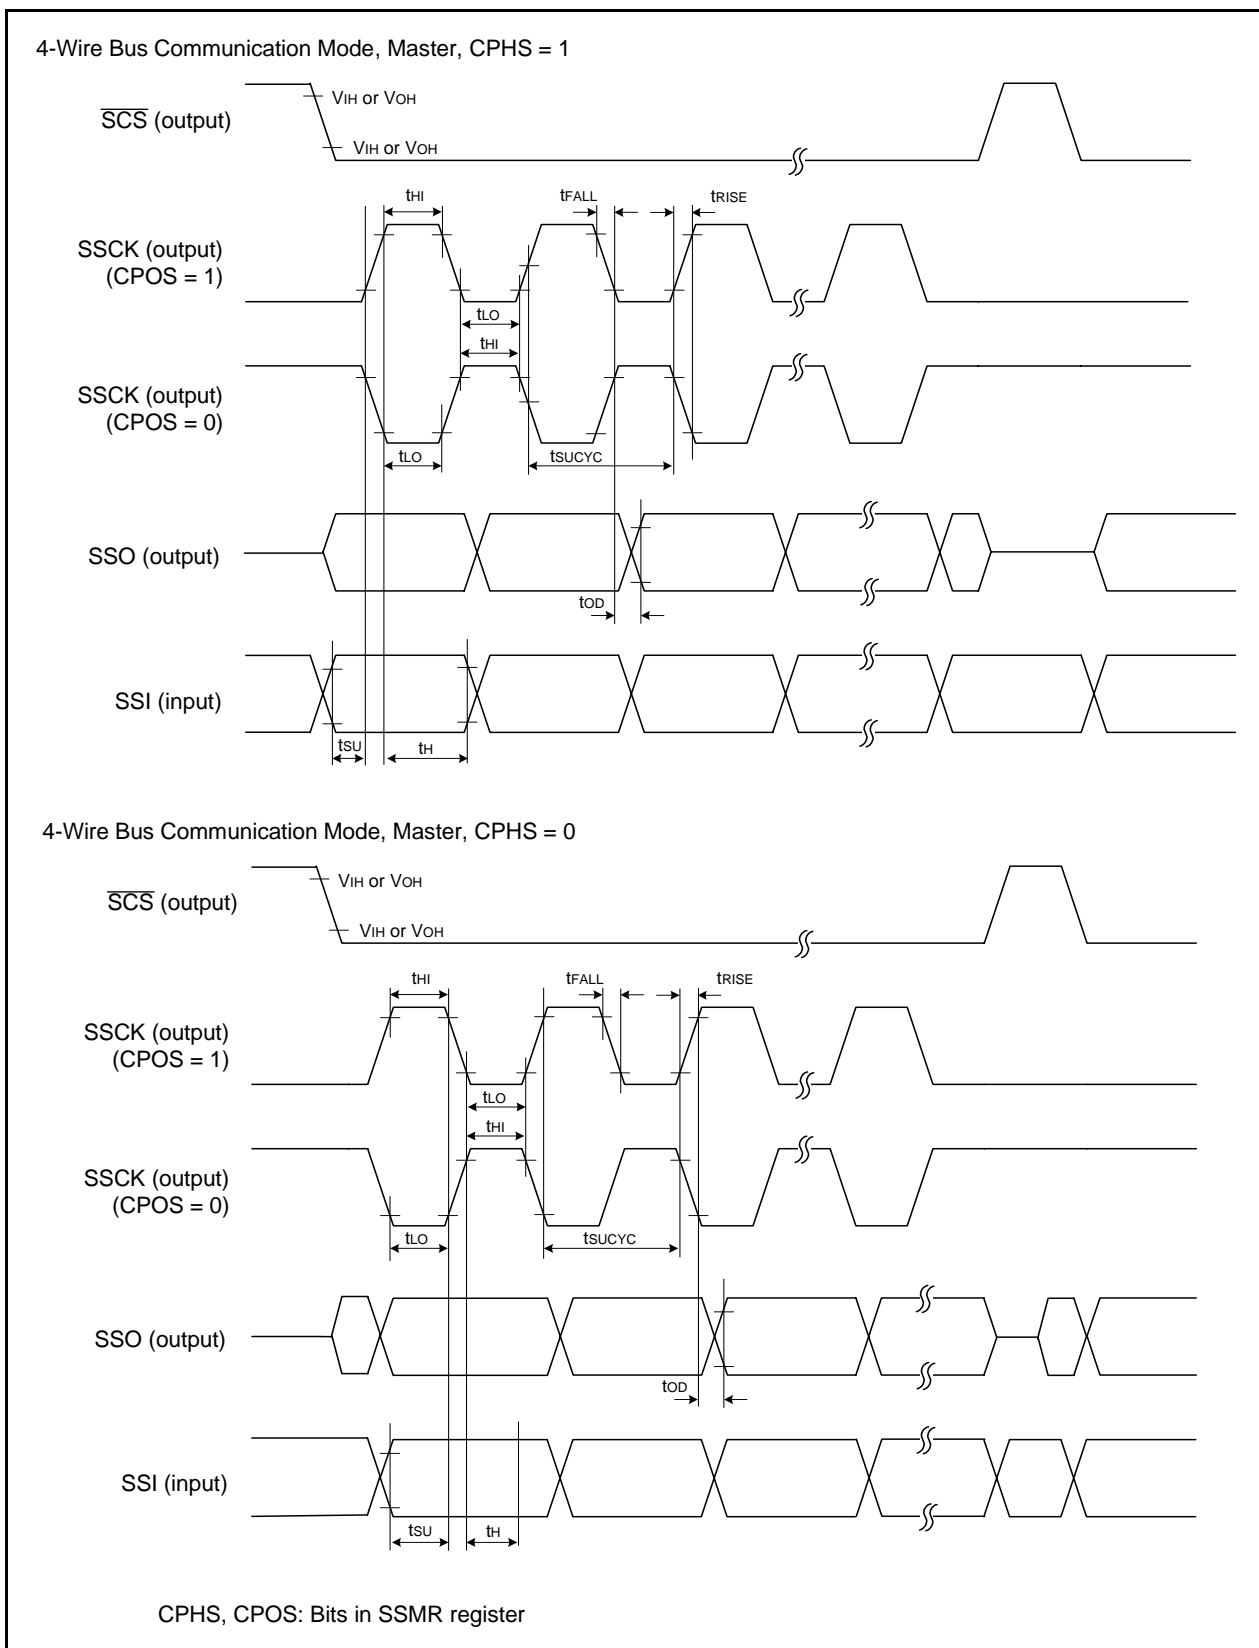 4-Wire Bus Communication Mode, Master, CPHS = 1
VIH or VOH
SCS (output)
VIH or VOH
tHI
tFALL
tRISE
SSCK (output)
(CPOS = 1)
tLO
tHI
SSCK (output)
(CPOS = 0)
tLO
tSUCYC
SSO (output)
tOD
SSI (input)
tSU
tH
4-Wire Bus Communication Mode, Master, CPHS = 0
VIH or VOH
SCS (output)
VIH or VOH
tHI
tFALL
tRISE
SSCK (output)
(CPOS = 1)
tLO
tHI
SSCK (output)
(CPOS = 0)
tLO
tSUCYC
SSO (output)
tOD
SSI (input)
tSU
tH
CPHS, CPOS: Bits in SSMR register